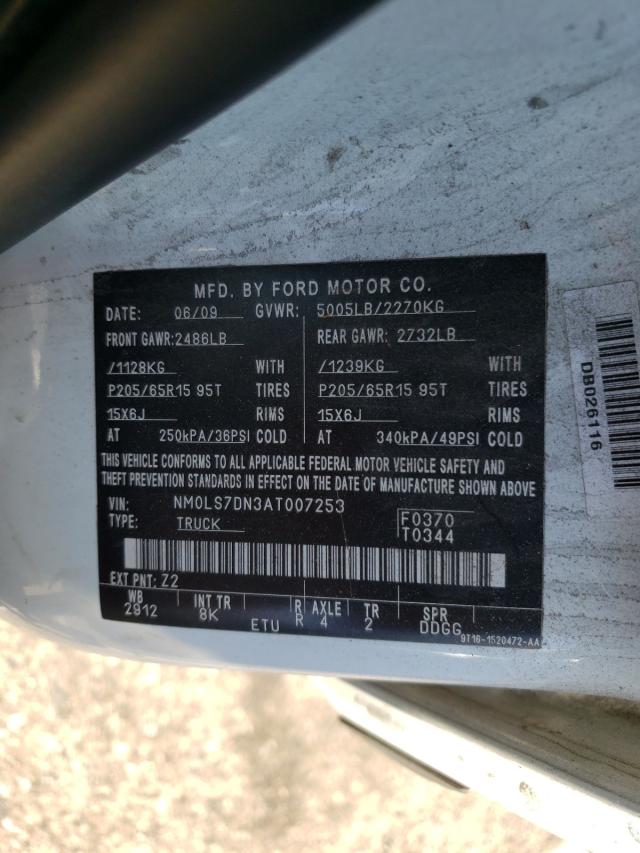 MFD. BY FORD MOTOR CO.
DATE: 06/09 GVWR: 5005LB/2270KG
FRONT GAWR: 2486LB REAR GAWR: 2732LB
/1128KG WITH /1239KG WITH
P205/65R15 95T TIRES P205/65R15 95T TIRES
15X6J RIMS 15X6J RIMS
AT 250kPA/36PSI COLD AT 340kPA/49PSI COLD
THIS VEHICLE CONFORMS TO ALL APPLICABLE FEDERAL MOTOR VEHICLE SAFETY AND
THEFT PREVENTION STANDARDS IN EFFECT ON THE DATE OF MANUFACTURE SHOWN ABOVE.
VIN: NM0LS7DN3AT007253 F0370
TYPE: TRUCK T0344
EXT PNT: Z2
WB INT TR R AXLE TR SPR
2912 8K R 4 2 DDGG
ETU
9T16-1520472-AA
DB026116